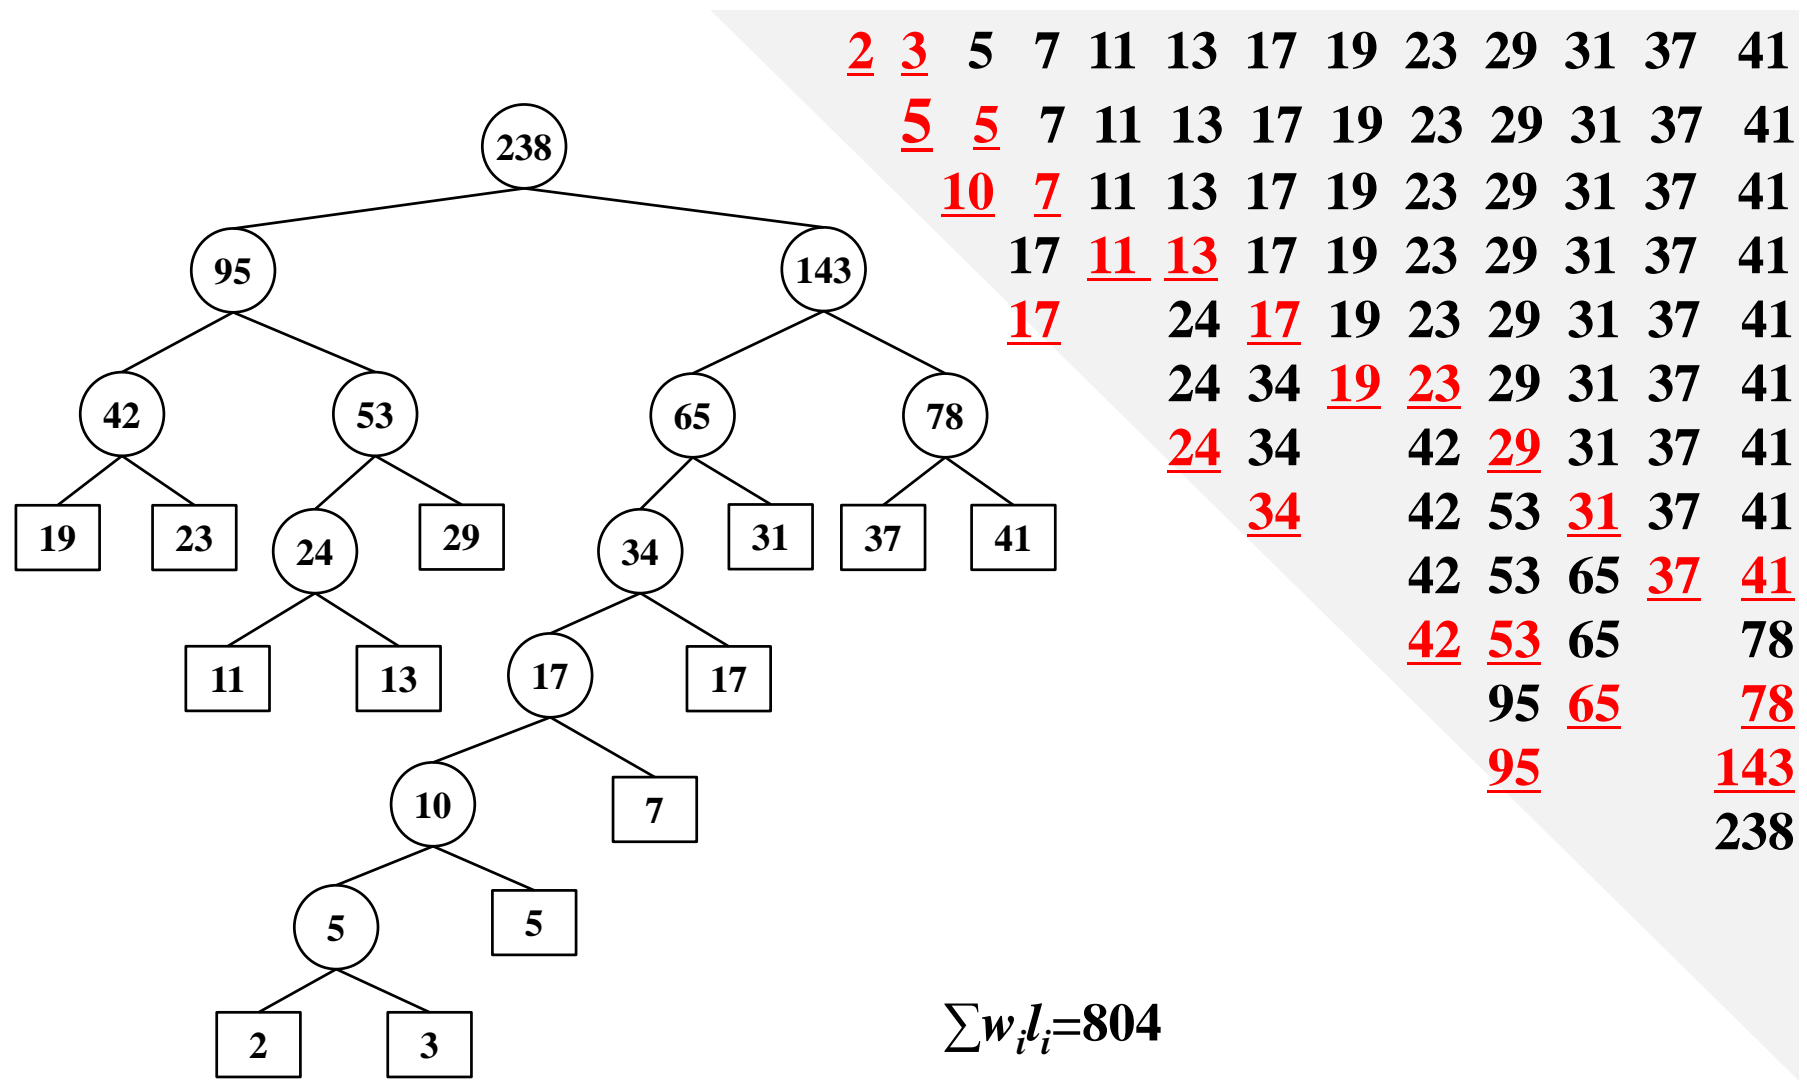 2 3 5 7 11 13 17 19 23 29 31 37 41
5 5 7 11 13 17 19 23 29 31 37 41
10 7 11 13 17 19 23 29 31 37 41
17 11 13 17 19 23 29 31 37 41
17 24 17 19 23 29 31 37 41
24 34 19 23 29 31 37 41
24 34 42 29 31 37 41
34 42 53 31 37 41
42 53 65 37 41
42 53 65 78
95 65 78
95 143
238
238
95 143
42 53 65 78
19 23 24 29 34 31 37 41
11 13 17 17
10 7
5 5
2 3
∑wᵢlᵢ=804